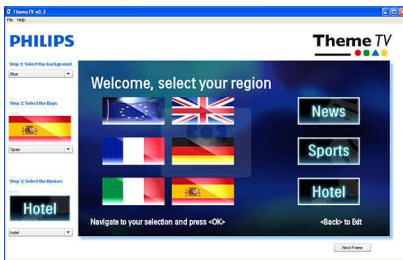 ThemeTV v0.3
File Help
PHILIPS
Theme TV
Step 1: Select the background
Blue
Step 2: Select the flags
Spain
Step 3: Select the themes
Hotel
hotel
Welcome, select your region
News
Sports
Hotel
Navigate to your selection and press <OK>
<Back> to Exit
Next Frame